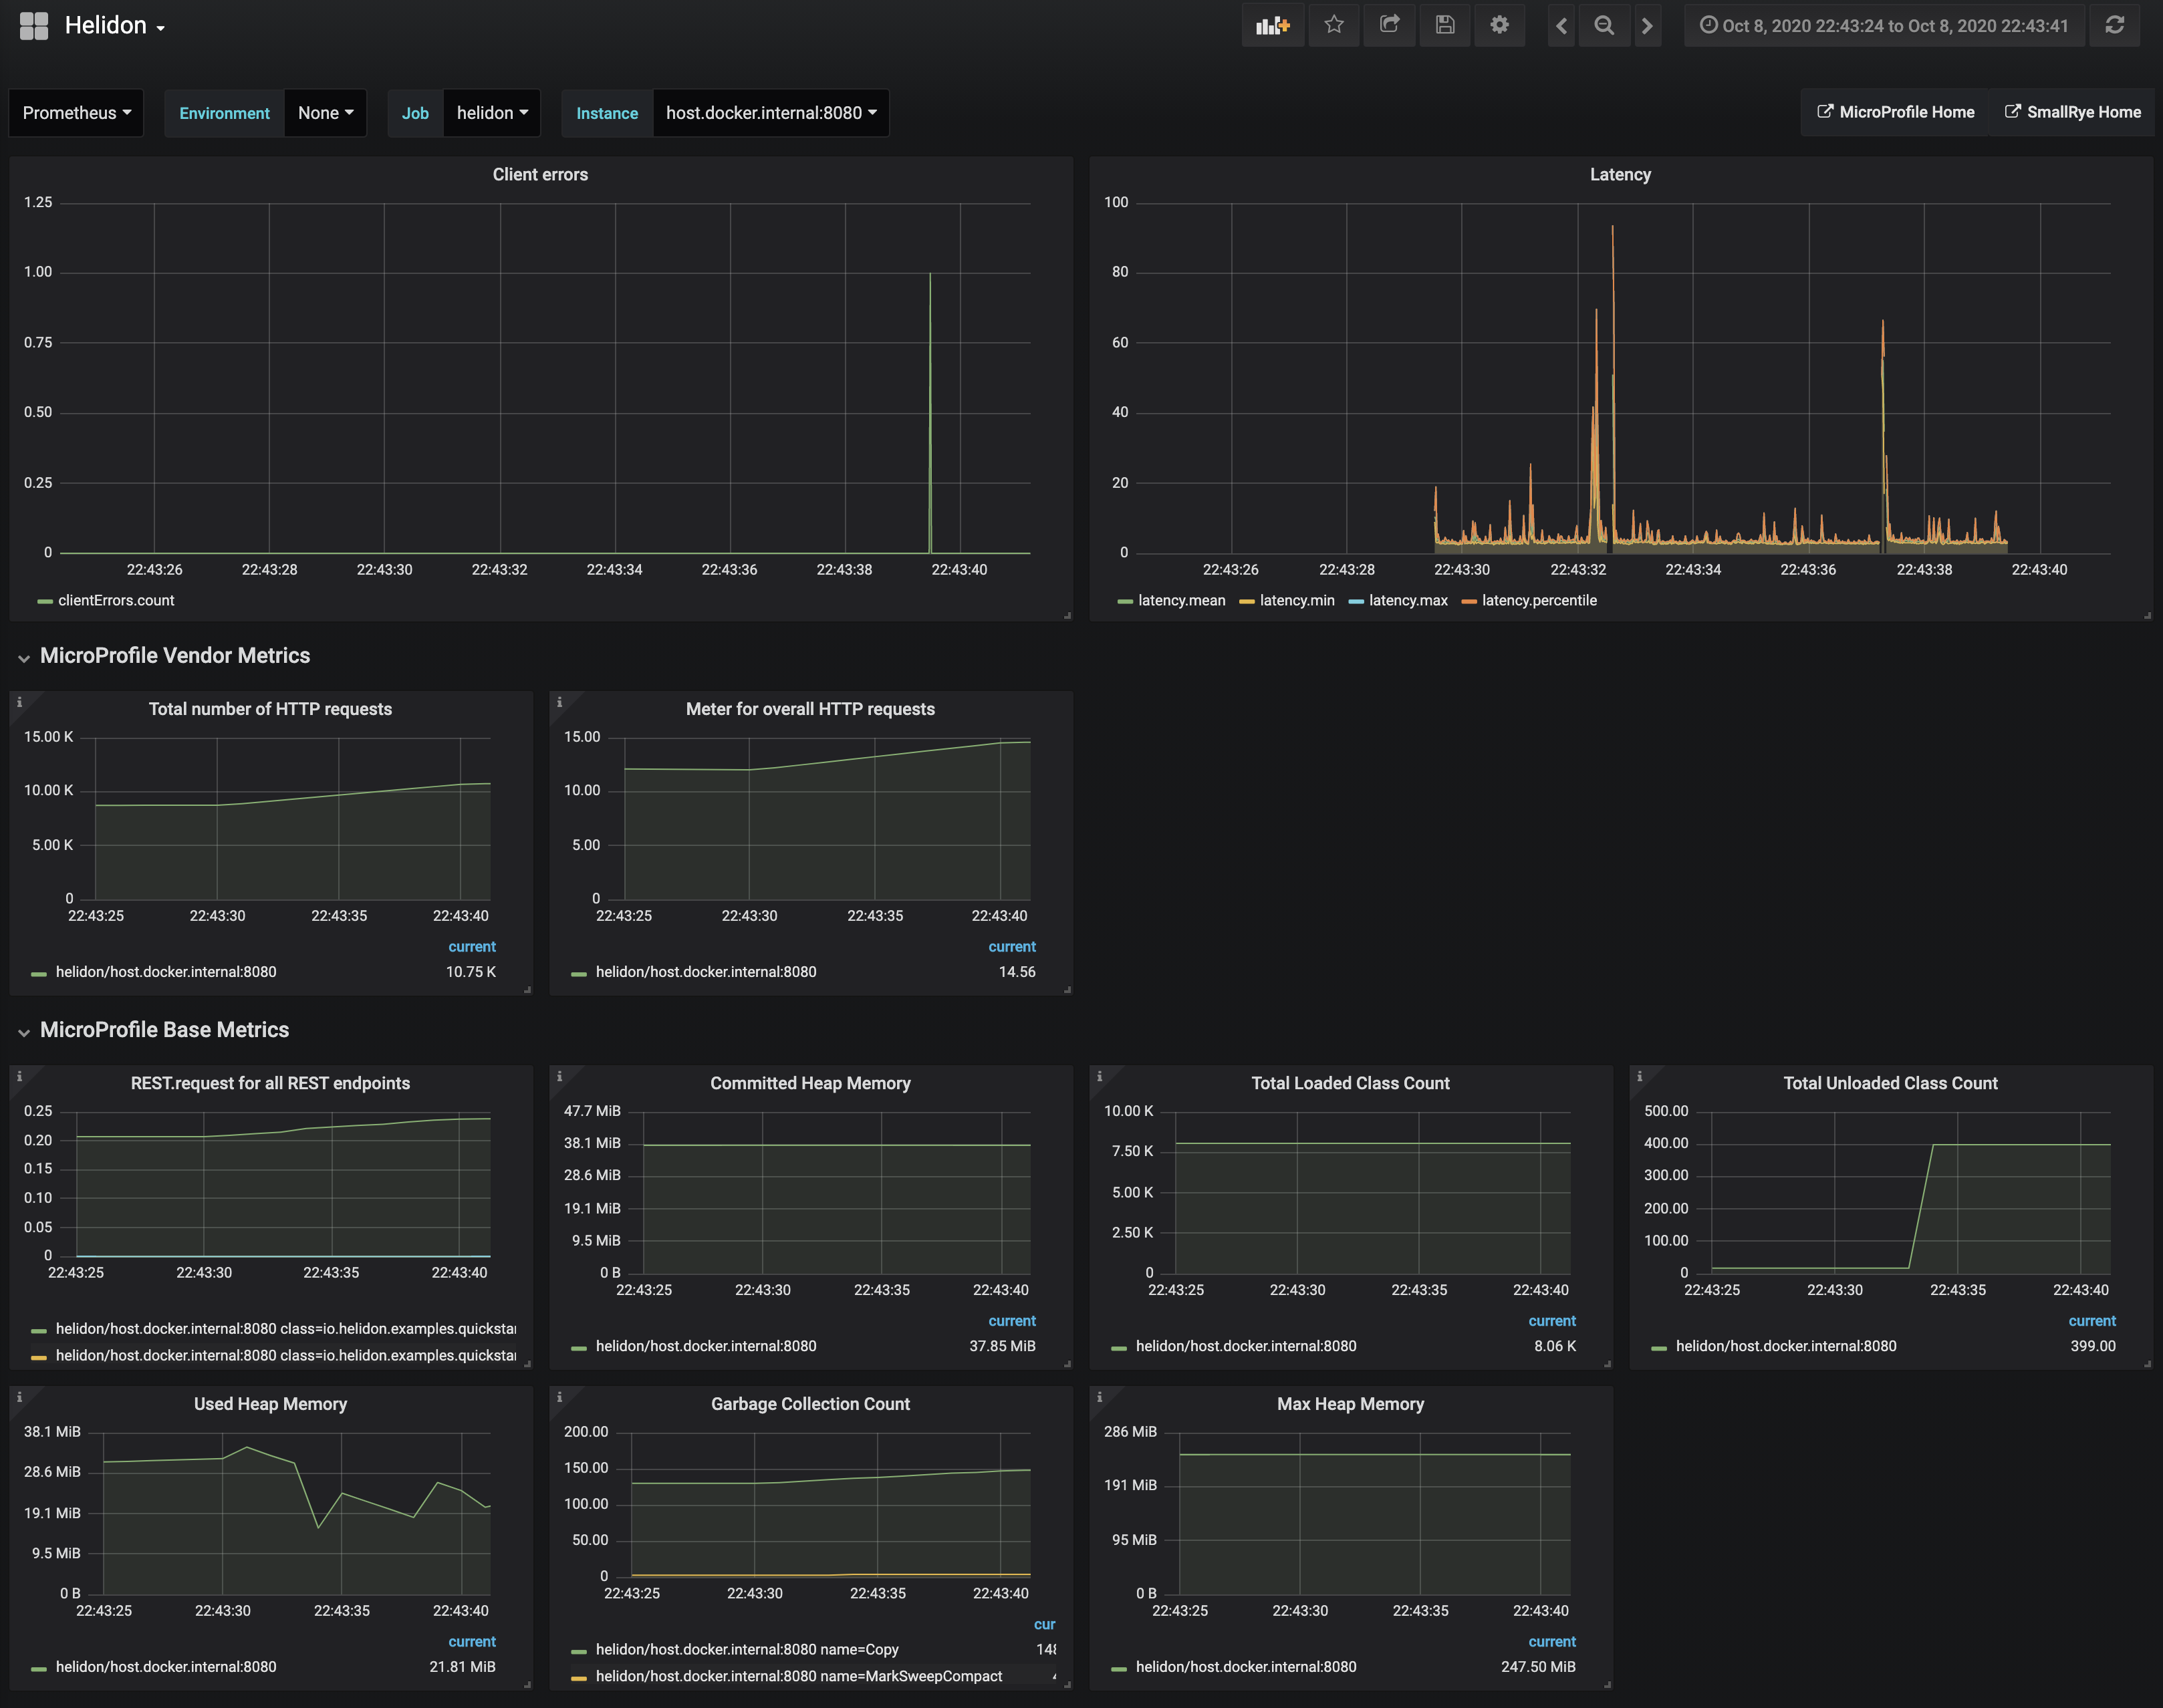 Helidon
Oct 8, 2020 22:43:24 to Oct 8, 2020 22:43:41
Prometheus Environment None Job helidon Instance host.docker.internal:8080 MicroProfile Home SmallRye Home
Client errors
1.25
1.00
0.75
0.50
0.25
0
22:43:26 22:43:28 22:43:30 22:43:32 22:43:34 22:43:36 22:43:38 22:43:40
clientErrors.count
Latency
100
80
60
40
20
0
22:43:26 22:43:28 22:43:30 22:43:32 22:43:34 22:43:36 22:43:38 22:43:40
latency.mean latency.min latency.max latency.percentile
MicroProfile Vendor Metrics
Total number of HTTP requests
15.00 K
10.00 K
5.00 K
0
22:43:25 22:43:30 22:43:35 22:43:40
current
helidon/host.docker.internal:8080 10.75 K
Meter for overall HTTP requests
15.00
10.00
5.00
0
22:43:25 22:43:30 22:43:35 22:43:40
current
helidon/host.docker.internal:8080 14.56
MicroProfile Base Metrics
REST.request for all REST endpoints
0.25
0.20
0.15
0.10
0.05
0
22:43:25 22:43:30 22:43:35 22:43:40
helidon/host.docker.internal:8080 class=io.helidon.examples.quickstar
helidon/host.docker.internal:8080 class=io.helidon.examples.quickstar
Committed Heap Memory
47.7 MiB
38.1 MiB
28.6 MiB
19.1 MiB
9.5 MiB
0 B
22:43:25 22:43:30 22:43:35 22:43:40
current
helidon/host.docker.internal:8080 37.85 MiB
Total Loaded Class Count
10.00 K
7.50 K
5.00 K
2.50 K
0
22:43:25 22:43:30 22:43:35 22:43:40
current
helidon/host.docker.internal:8080 8.06 K
Total Unloaded Class Count
500.00
400.00
300.00
200.00
100.00
0
22:43:25 22:43:30 22:43:35 22:43:40
current
helidon/host.docker.internal:8080 399.00
Used Heap Memory
38.1 MiB
28.6 MiB
19.1 MiB
9.5 MiB
0 B
22:43:25 22:43:30 22:43:35 22:43:40
current
helidon/host.docker.internal:8080 21.81 MiB
Garbage Collection Count
200.00
150.00
100.00
50.00
0
22:43:25 22:43:30 22:43:35 22:43:40
cur
helidon/host.docker.internal:8080 name=Copy 148
helidon/host.docker.internal:8080 name=MarkSweepCompact
Max Heap Memory
286 MiB
191 MiB
95 MiB
0 B
22:43:25 22:43:30 22:43:35 22:43:40
current
helidon/host.docker.internal:8080 247.50 MiB